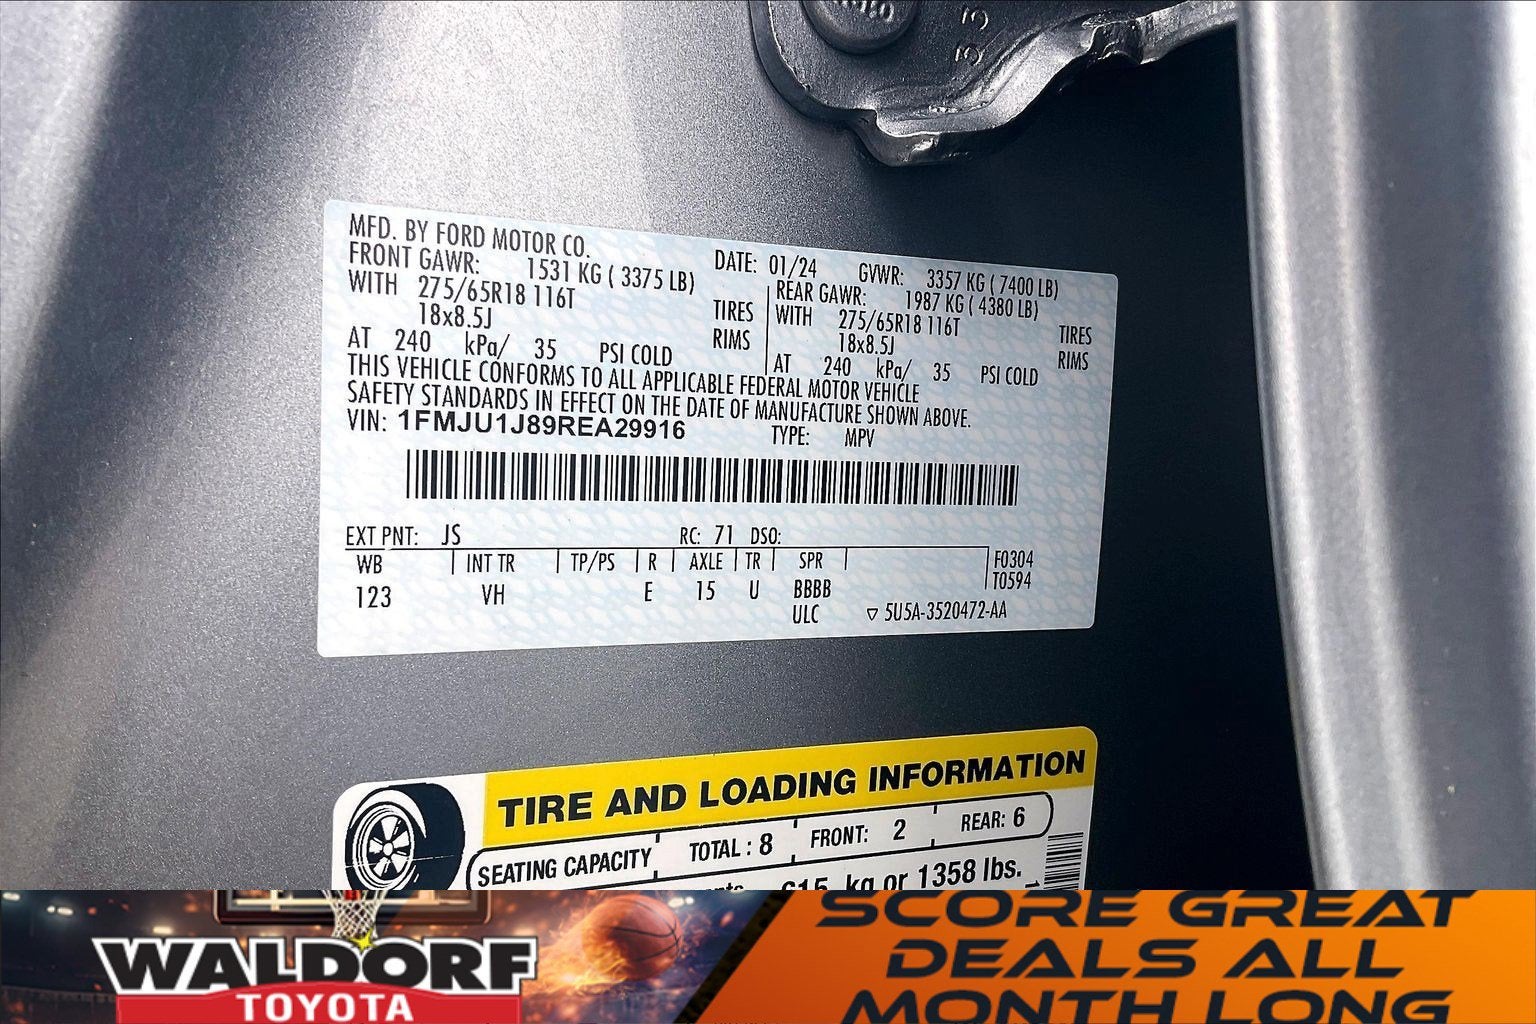 33
MFD. BY FORD MOTOR CO.
DATE: 01/24 GVWR: 3357 KG ( 7400 LB)
FRONT GAWR: 1531 KG ( 3375 LB)
WITH 275/65R18 116T TIRES
18x8.5J RIMS
AT 240 kPa/ 35 PSI COLD
REAR GAWR: 1987 KG ( 4380 LB)
WITH 275/65R18 116T TIRES
18x8.5J RIMS
AT 240 kPa/ 35 PSI COLD
THIS VEHICLE CONFORMS TO ALL APPLICABLE FEDERAL MOTOR VEHICLE
SAFETY STANDARDS IN EFFECT ON THE DATE OF MANUFACTURE SHOWN ABOVE.
VIN: 1FMJU1J89REA29916 TYPE: MPV
EXT PNT: JS RC: 71 DSO:
WB INT TR TP/PS R AXLE TR SPR F0304
T0594
123 VH E 15 U BBBB
ULC ▽ 5U5A-3520472-AA
TIRE AND LOADING INFORMATION
SEATING CAPACITY TOTAL : 8 FRONT: 2 REAR: 6
615 kg or 1358 lbs.
WALDORF
TOYOTA
SCORE GREAT
DEALS ALL
MONTH LONG